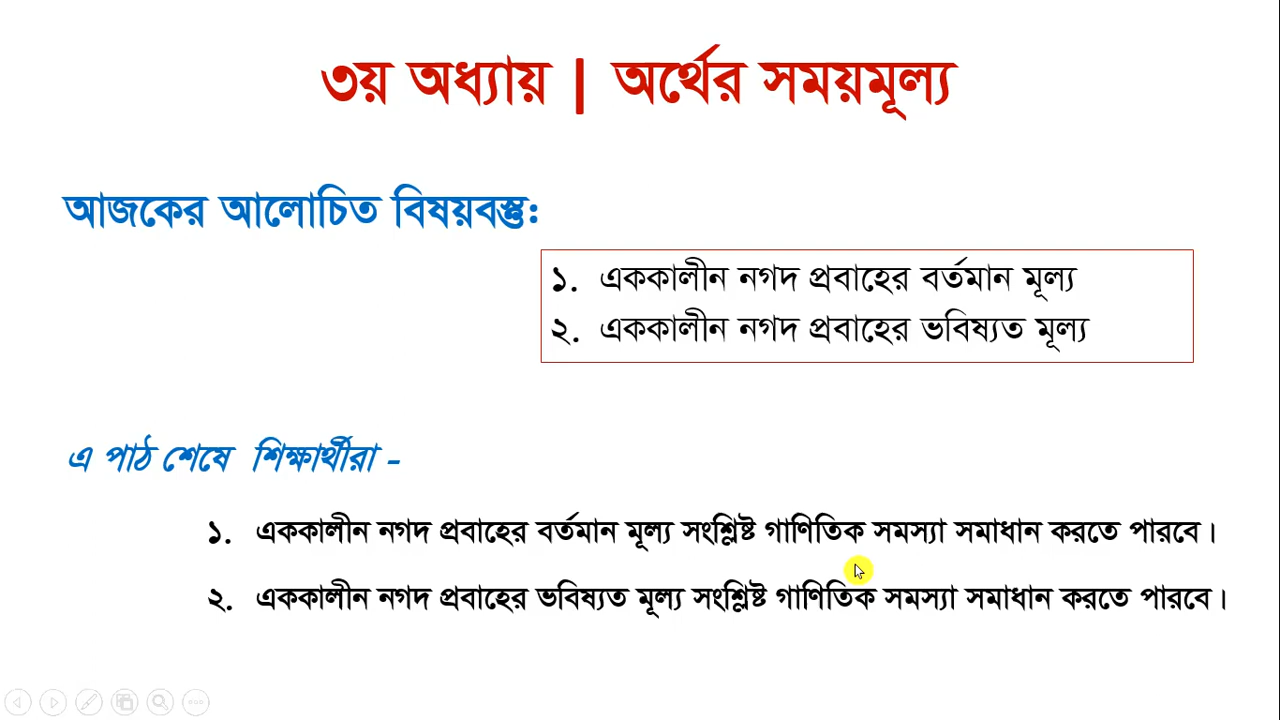 ৩য় অধ্যায় | অর্থের সময়মূল্য
আজকের আলোচিত বিষয়বস্তু:
১. এককালীন নগদ প্রবাহের বর্তমান মূল্য
২. এককালীন নগদ প্রবাহের ভবিষ্যত মূল্য
এ পাঠ শেষে শিক্ষার্থীরা -
১. এককালীন নগদ প্রবাহের বর্তমান মূল্য সংশ্লিষ্ট গাণিতিক সমস্যা সমাধান করতে পারবে।
২. এককালীন নগদ প্রবাহের ভবিষ্যত মূল্য সংশ্লিষ্ট গাণিতিক সমস্যা সমাধান করতে পারবে।